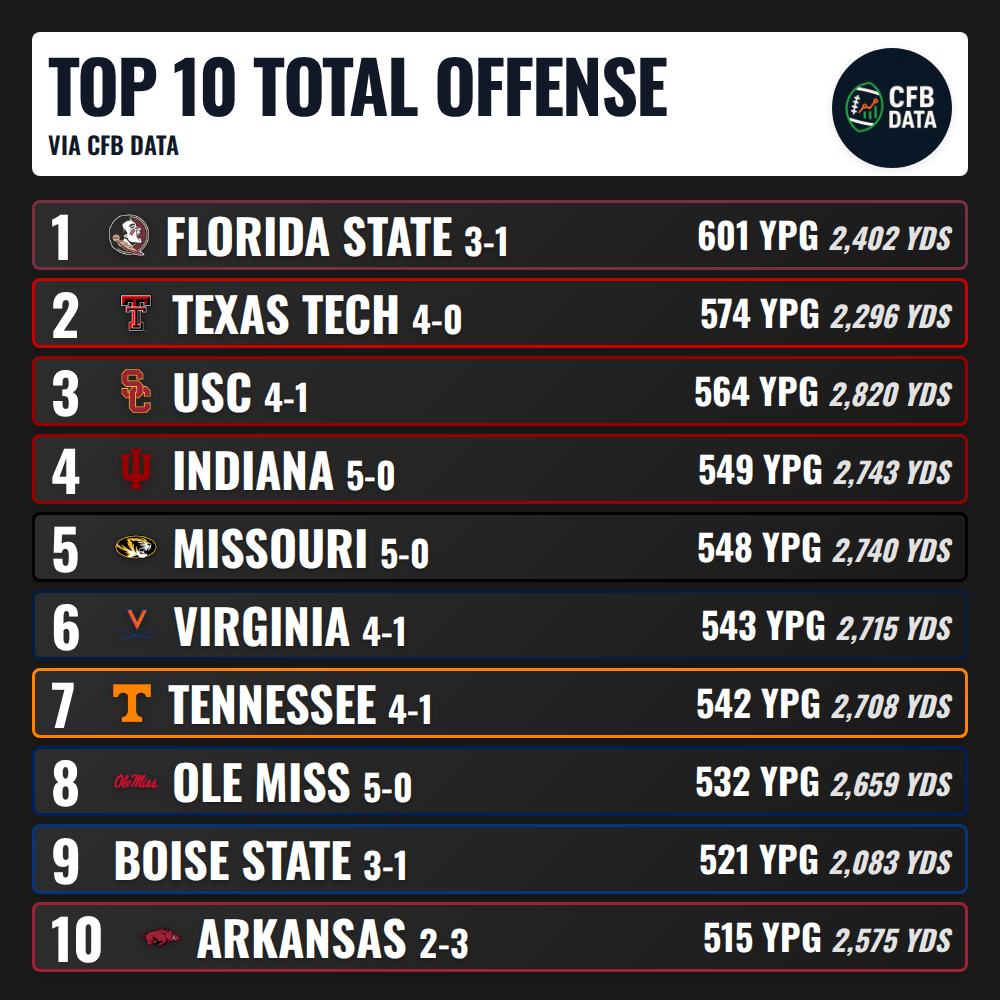 TOP 10 TOTAL OFFENSE
VIA CFB DATA
CFB
DATA
1 FLORIDA STATE 3-1 601 YPG 2,402 YDS
2 TEXAS TECH 4-0 574 YPG 2,296 YDS
3 SC USC 4-1 564 YPG 2,820 YDS
4 INDIANA 5-0 549 YPG 2,743 YDS
5 MISSOURI 5-0 548 YPG 2,740 YDS
6 V VIRGINIA 4-1 543 YPG 2,715 YDS
7 T TENNESSEE 4-1 542 YPG 2,708 YDS
8 Ole Miss OLE MISS 5-0 532 YPG 2,659 YDS
9 BOISE STATE 3-1 521 YPG 2,083 YDS
10 ARKANSAS 2-3 515 YPG 2,575 YDS